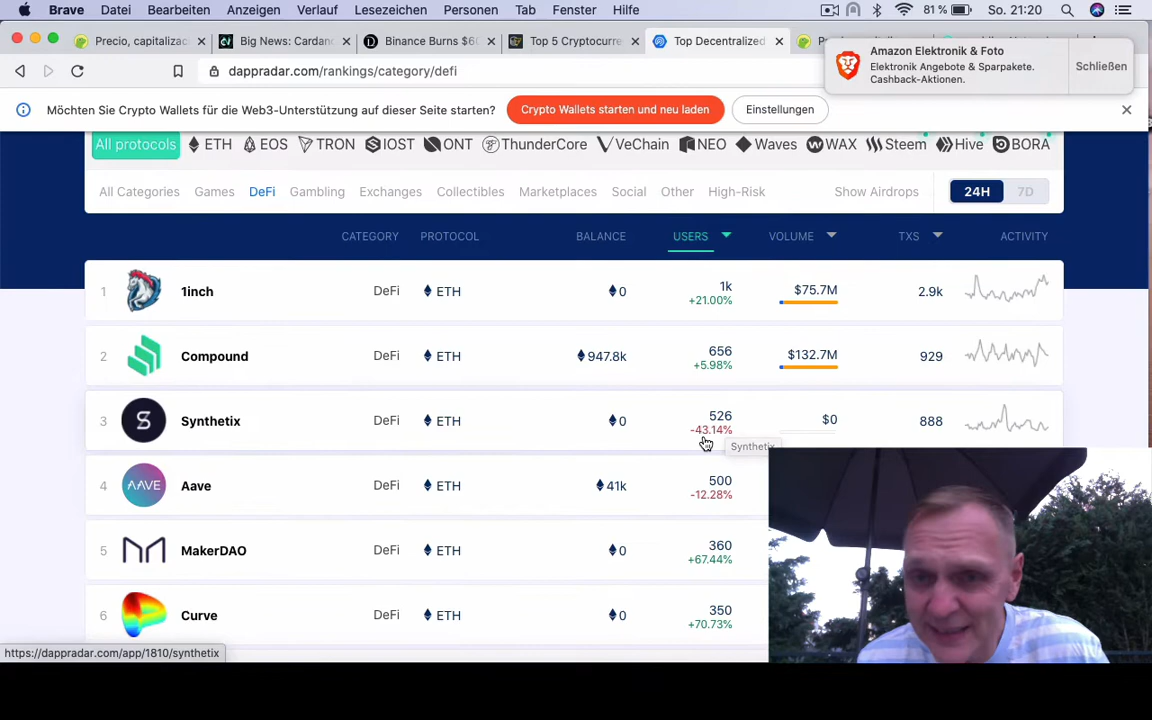 Brave Datei Bearbeiten Anzeigen Verlauf Lesezeichen Personen Tab Fenster Hilfe 81 % So. 21:20
Precio, capitalizac × Big News: Cardano × Binance Burns $60 × Top 5 Cryptocurre × Top Decentralized ×
dappradar.com/rankings/category/defi
Amazon Elektronik & Foto
Elektronik Angebote & Sparpakete.
Cashback-Aktionen.
Schließen
Möchten Sie Crypto Wallets für die Web3-Unterstützung auf dieser Seite starten? Crypto Wallets starten und neu laden Einstellungen
All protocols ETH EOS TRON IOST ONT ThunderCore VeChain NEO Waves WAX Steem Hive BORA
All Categories Games DeFi Gambling Exchanges Collectibles Marketplaces Social Other High-Risk Show Airdrops 24H 7D
CATEGORY PROTOCOL BALANCE USERS VOLUME TXS ACTIVITY
1 1inch DeFi ETH 0 1k $75.7M 2.9k
+21.00%
2 Compound DeFi ETH 947.8k 656 $132.7M 929
+5.98%
3 Synthetix DeFi ETH 0 526 $0 888
-43.14%
Synthetix
4 AAVE Aave DeFi ETH 41k 500
-12.28%
5 MakerDAO DeFi ETH 0 360
+67.44%
6 Curve DeFi ETH 0 350
+70.73%
https://dappradar.com/app/1810/synthetix